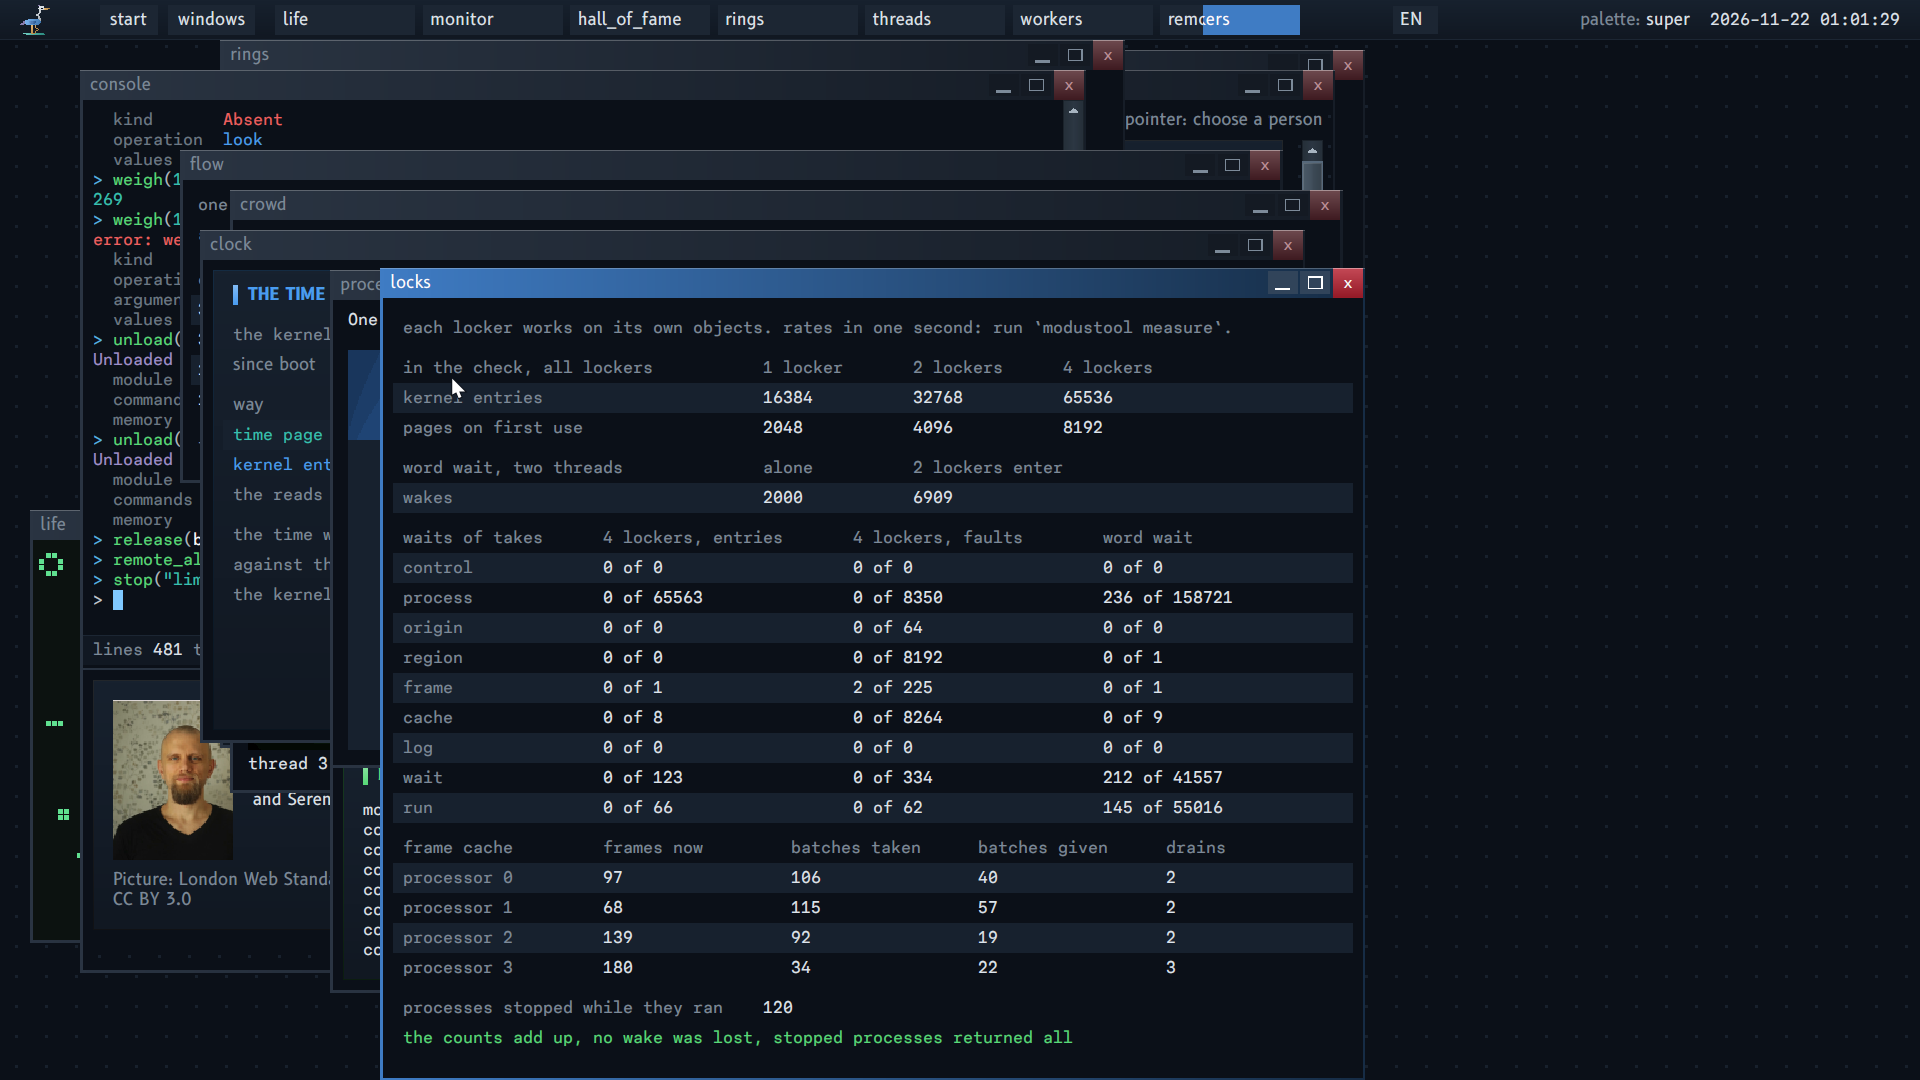 start windows life monitor hall_of_fame rings threads workers EN palette: super 2026-11-22 01:01:29
rings
x
x
console
x
x
kind Absent
operation look
values
pointer: choose a person
flow
x
> weigh(1
269
one
crowd
x
> weigh(1
error: we
clock
x
kind
operati
argumen
values
> unload(
Unloaded
module
command
memory
> unload(
Unloaded
module
commands
memory
> release(b
> remote_al
> stop("lim
>
lines 481 t
life
Picture: London Web Standa
CC BY 3.0
THE TIME
the kernel
since boot
way
time page
kernel ent
the reads
the time w
against th
the kernel
thread 3
and Seren
proce
One
mo
co
co
co
co
co
co
co
locks
x
each locker works on its own objects. rates in one second: run `modustool measure`.
in the check, all lockers 1 locker 2 lockers 4 lockers
kernel entries 16384 32768 65536
pages on first use 2048 4096 8192
word wait, two threads alone 2 lockers enter
wakes 2000 6909
waits of takes 4 lockers, entries 4 lockers, faults word wait
control 0 of 0 0 of 0 0 of 0
process 0 of 65563 0 of 8350 236 of 158721
origin 0 of 0 0 of 64 0 of 0
region 0 of 0 0 of 8192 0 of 1
frame 0 of 1 2 of 225 0 of 1
cache 0 of 8 0 of 8264 0 of 9
log 0 of 0 0 of 0 0 of 0
wait 0 of 123 0 of 334 212 of 41557
run 0 of 66 0 of 62 145 of 55016
frame cache frames now batches taken batches given drains
processor 0 97 106 40 2
processor 1 68 115 57 2
processor 2 139 92 19 2
processor 3 180 34 22 3
processes stopped while they ran 120
the counts add up, no wake was lost, stopped processes returned all